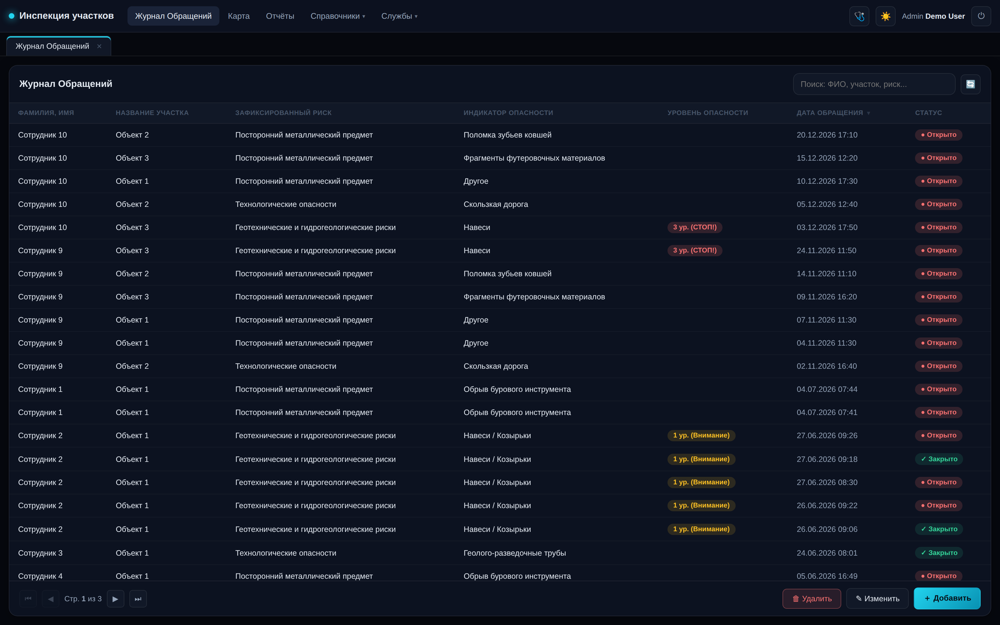 Инспекция участков Журнал Обращений Карта Отчёты Справочники ▾ Службы ▾ Admin Demo User
Журнал Обращений ×
Журнал Обращений Поиск: ФИО, участок, риск...
ФАМИЛИЯ, ИМЯ НАЗВАНИЕ УЧАСТКА ЗАФИКСИРОВАННЫЙ РИСК ИНДИКАТОР ОПАСНОСТИ УРОВЕНЬ ОПАСНОСТИ ДАТА ОБРАЩЕНИЯ ▼ СТАТУС
Сотрудник 10 Объект 2 Посторонний металлический предмет Поломка зубьев ковшей 20.12.2026 17:10 ● Открыто
Сотрудник 10 Объект 3 Посторонний металлический предмет Фрагменты футеровочных материалов 15.12.2026 12:20 ● Открыто
Сотрудник 10 Объект 1 Посторонний металлический предмет Другое 10.12.2026 17:30 ● Открыто
Сотрудник 10 Объект 2 Технологические опасности Скользкая дорога 05.12.2026 12:40 ● Открыто
Сотрудник 10 Объект 3 Геотехнические и гидрогеологические риски Навеси 3 ур. (СТОП!) 03.12.2026 17:50 ● Открыто
Сотрудник 9 Объект 3 Геотехнические и гидрогеологические риски Навеси 3 ур. (СТОП!) 24.11.2026 11:50 ● Открыто
Сотрудник 9 Объект 2 Посторонний металлический предмет Поломка зубьев ковшей 14.11.2026 11:10 ● Открыто
Сотрудник 9 Объект 3 Посторонний металлический предмет Фрагменты футеровочных материалов 09.11.2026 16:20 ● Открыто
Сотрудник 9 Объект 1 Посторонний металлический предмет Другое 07.11.2026 11:30 ● Открыто
Сотрудник 9 Объект 1 Посторонний металлический предмет Другое 04.11.2026 11:30 ● Открыто
Сотрудник 9 Объект 2 Технологические опасности Скользкая дорога 02.11.2026 16:40 ● Открыто
Сотрудник 1 Объект 1 Посторонний металлический предмет Обрыв бурового инструмента 04.07.2026 07:44 ● Открыто
Сотрудник 1 Объект 1 Посторонний металлический предмет Обрыв бурового инструмента 04.07.2026 07:41 ● Открыто
Сотрудник 2 Объект 1 Геотехнические и гидрогеологические риски Навеси / Козырьки 1 ур. (Внимание) 27.06.2026 09:26 ● Открыто
Сотрудник 2 Объект 1 Геотехнические и гидрогеологические риски Навеси / Козырьки 1 ур. (Внимание) 27.06.2026 09:18 ✓ Закрыто
Сотрудник 2 Объект 1 Геотехнические и гидрогеологические риски Навеси / Козырьки 1 ур. (Внимание) 27.06.2026 08:30 ● Открыто
Сотрудник 2 Объект 1 Геотехнические и гидрогеологические риски Навеси / Козырьки 1 ур. (Внимание) 26.06.2026 09:22 ● Открыто
Сотрудник 2 Объект 1 Геотехнические и гидрогеологические риски Навеси / Козырьки 1 ур. (Внимание) 26.06.2026 09:06 ✓ Закрыто
Сотрудник 3 Объект 1 Технологические опасности Геолого-разведочные трубы 24.06.2026 08:01 ✓ Закрыто
Сотрудник 4 Объект 1 Посторонний металлический предмет Обрыв бурового инструмента 05.06.2026 16:49 ● Открыто
Стр. 1 из 3 Удалить ✎ Изменить + Добавить